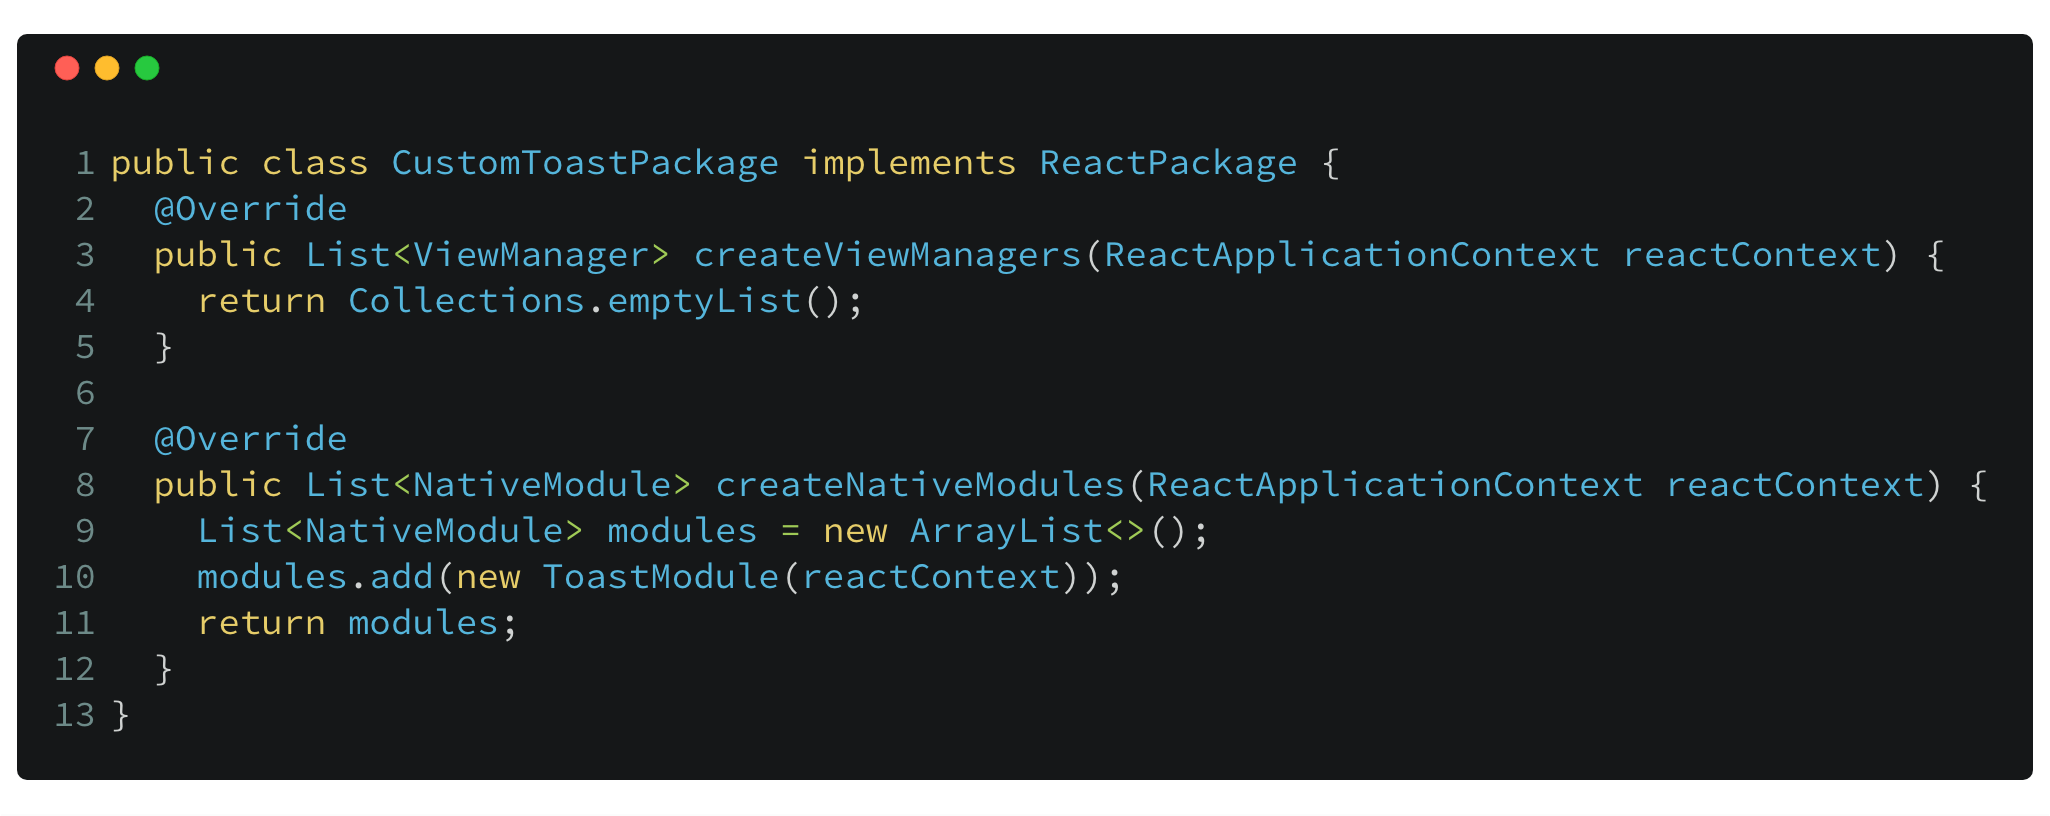 1 public class CustomToastPackage implements ReactPackage {
2   @Override
3   public List<ViewManager> createViewManagers(ReactApplicationContext reactContext) {
4     return Collections.emptyList();
5   }
6
7   @Override
8   public List<NativeModule> createNativeModules(ReactApplicationContext reactContext) {
9     List<NativeModule> modules = new ArrayList<>();
10     modules.add(new ToastModule(reactContext));
11     return modules;
12   }
13 }